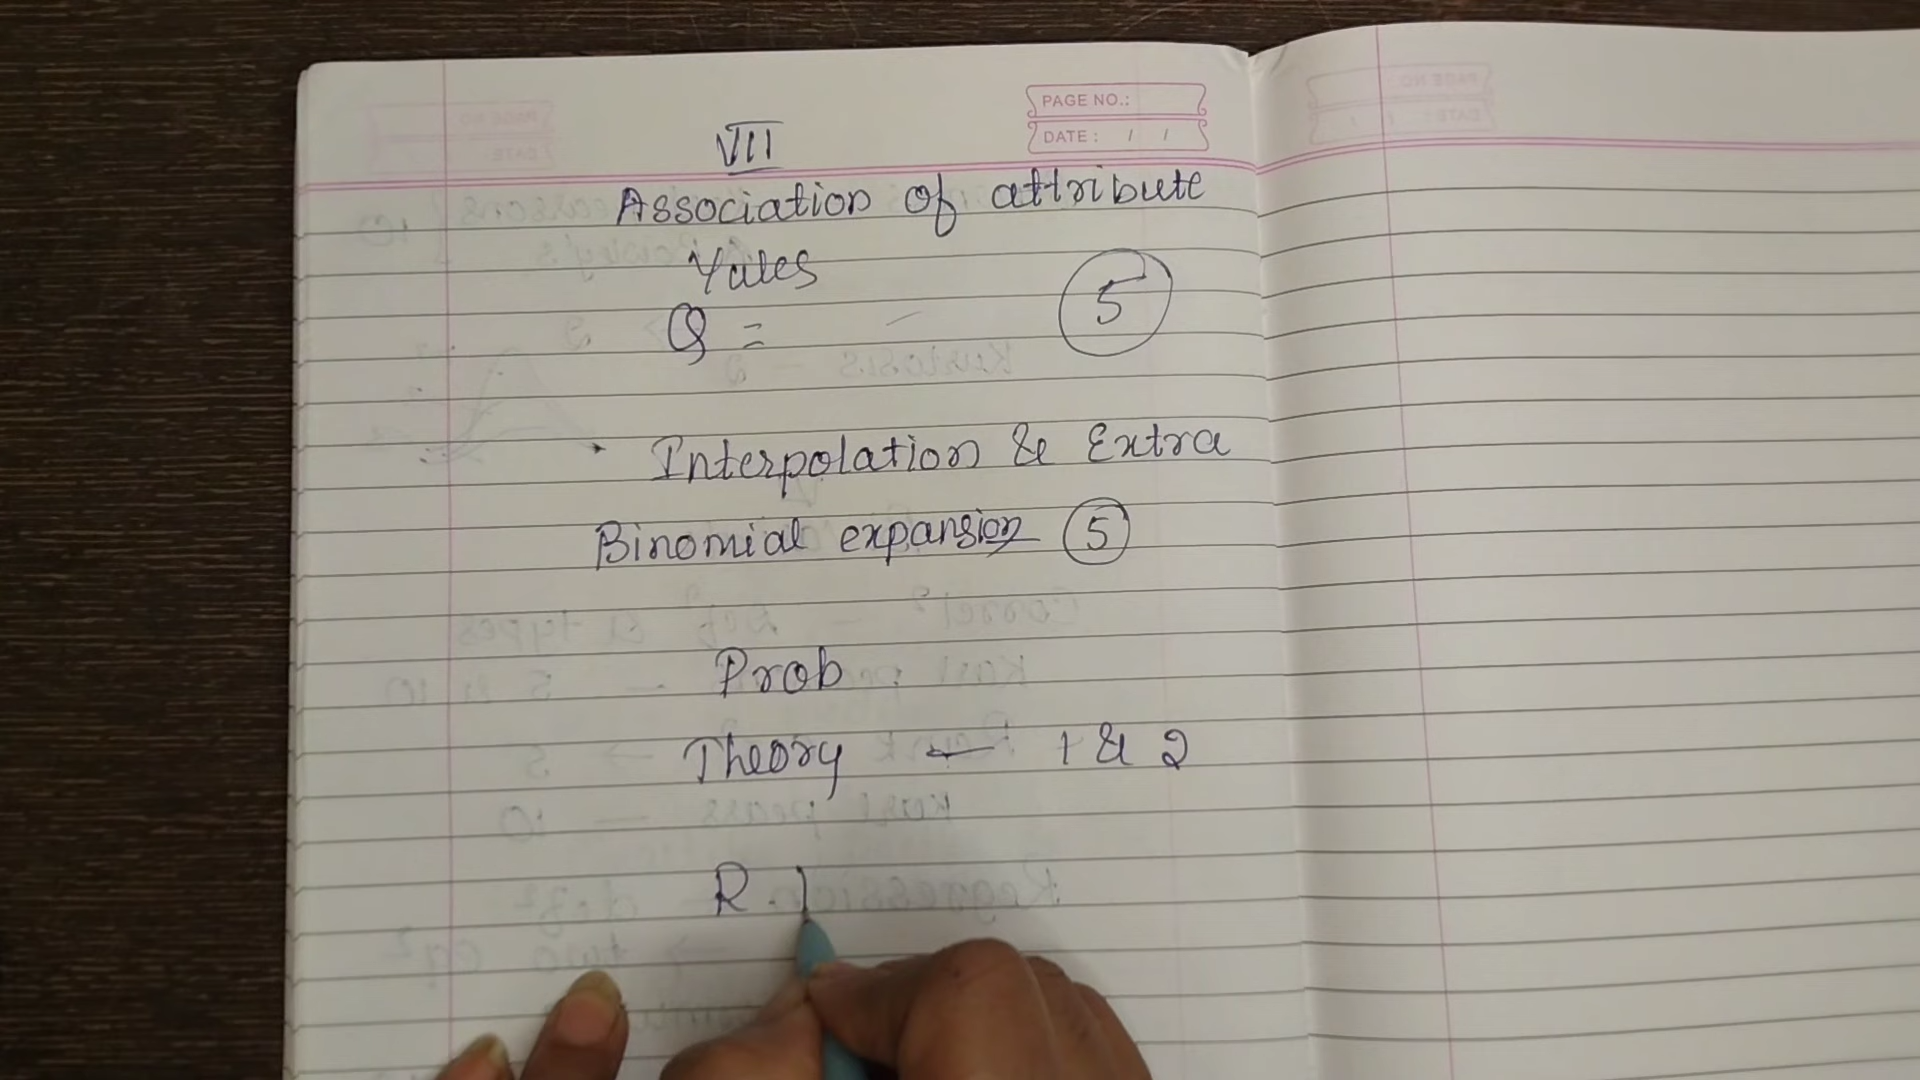 PAGE NO.:
DATE : / /
VII
Association of attribute
Yules
Q = 5
Interpolation & Extra
Binomial expansion 5
Prob
Theory — 1 & 2
R.